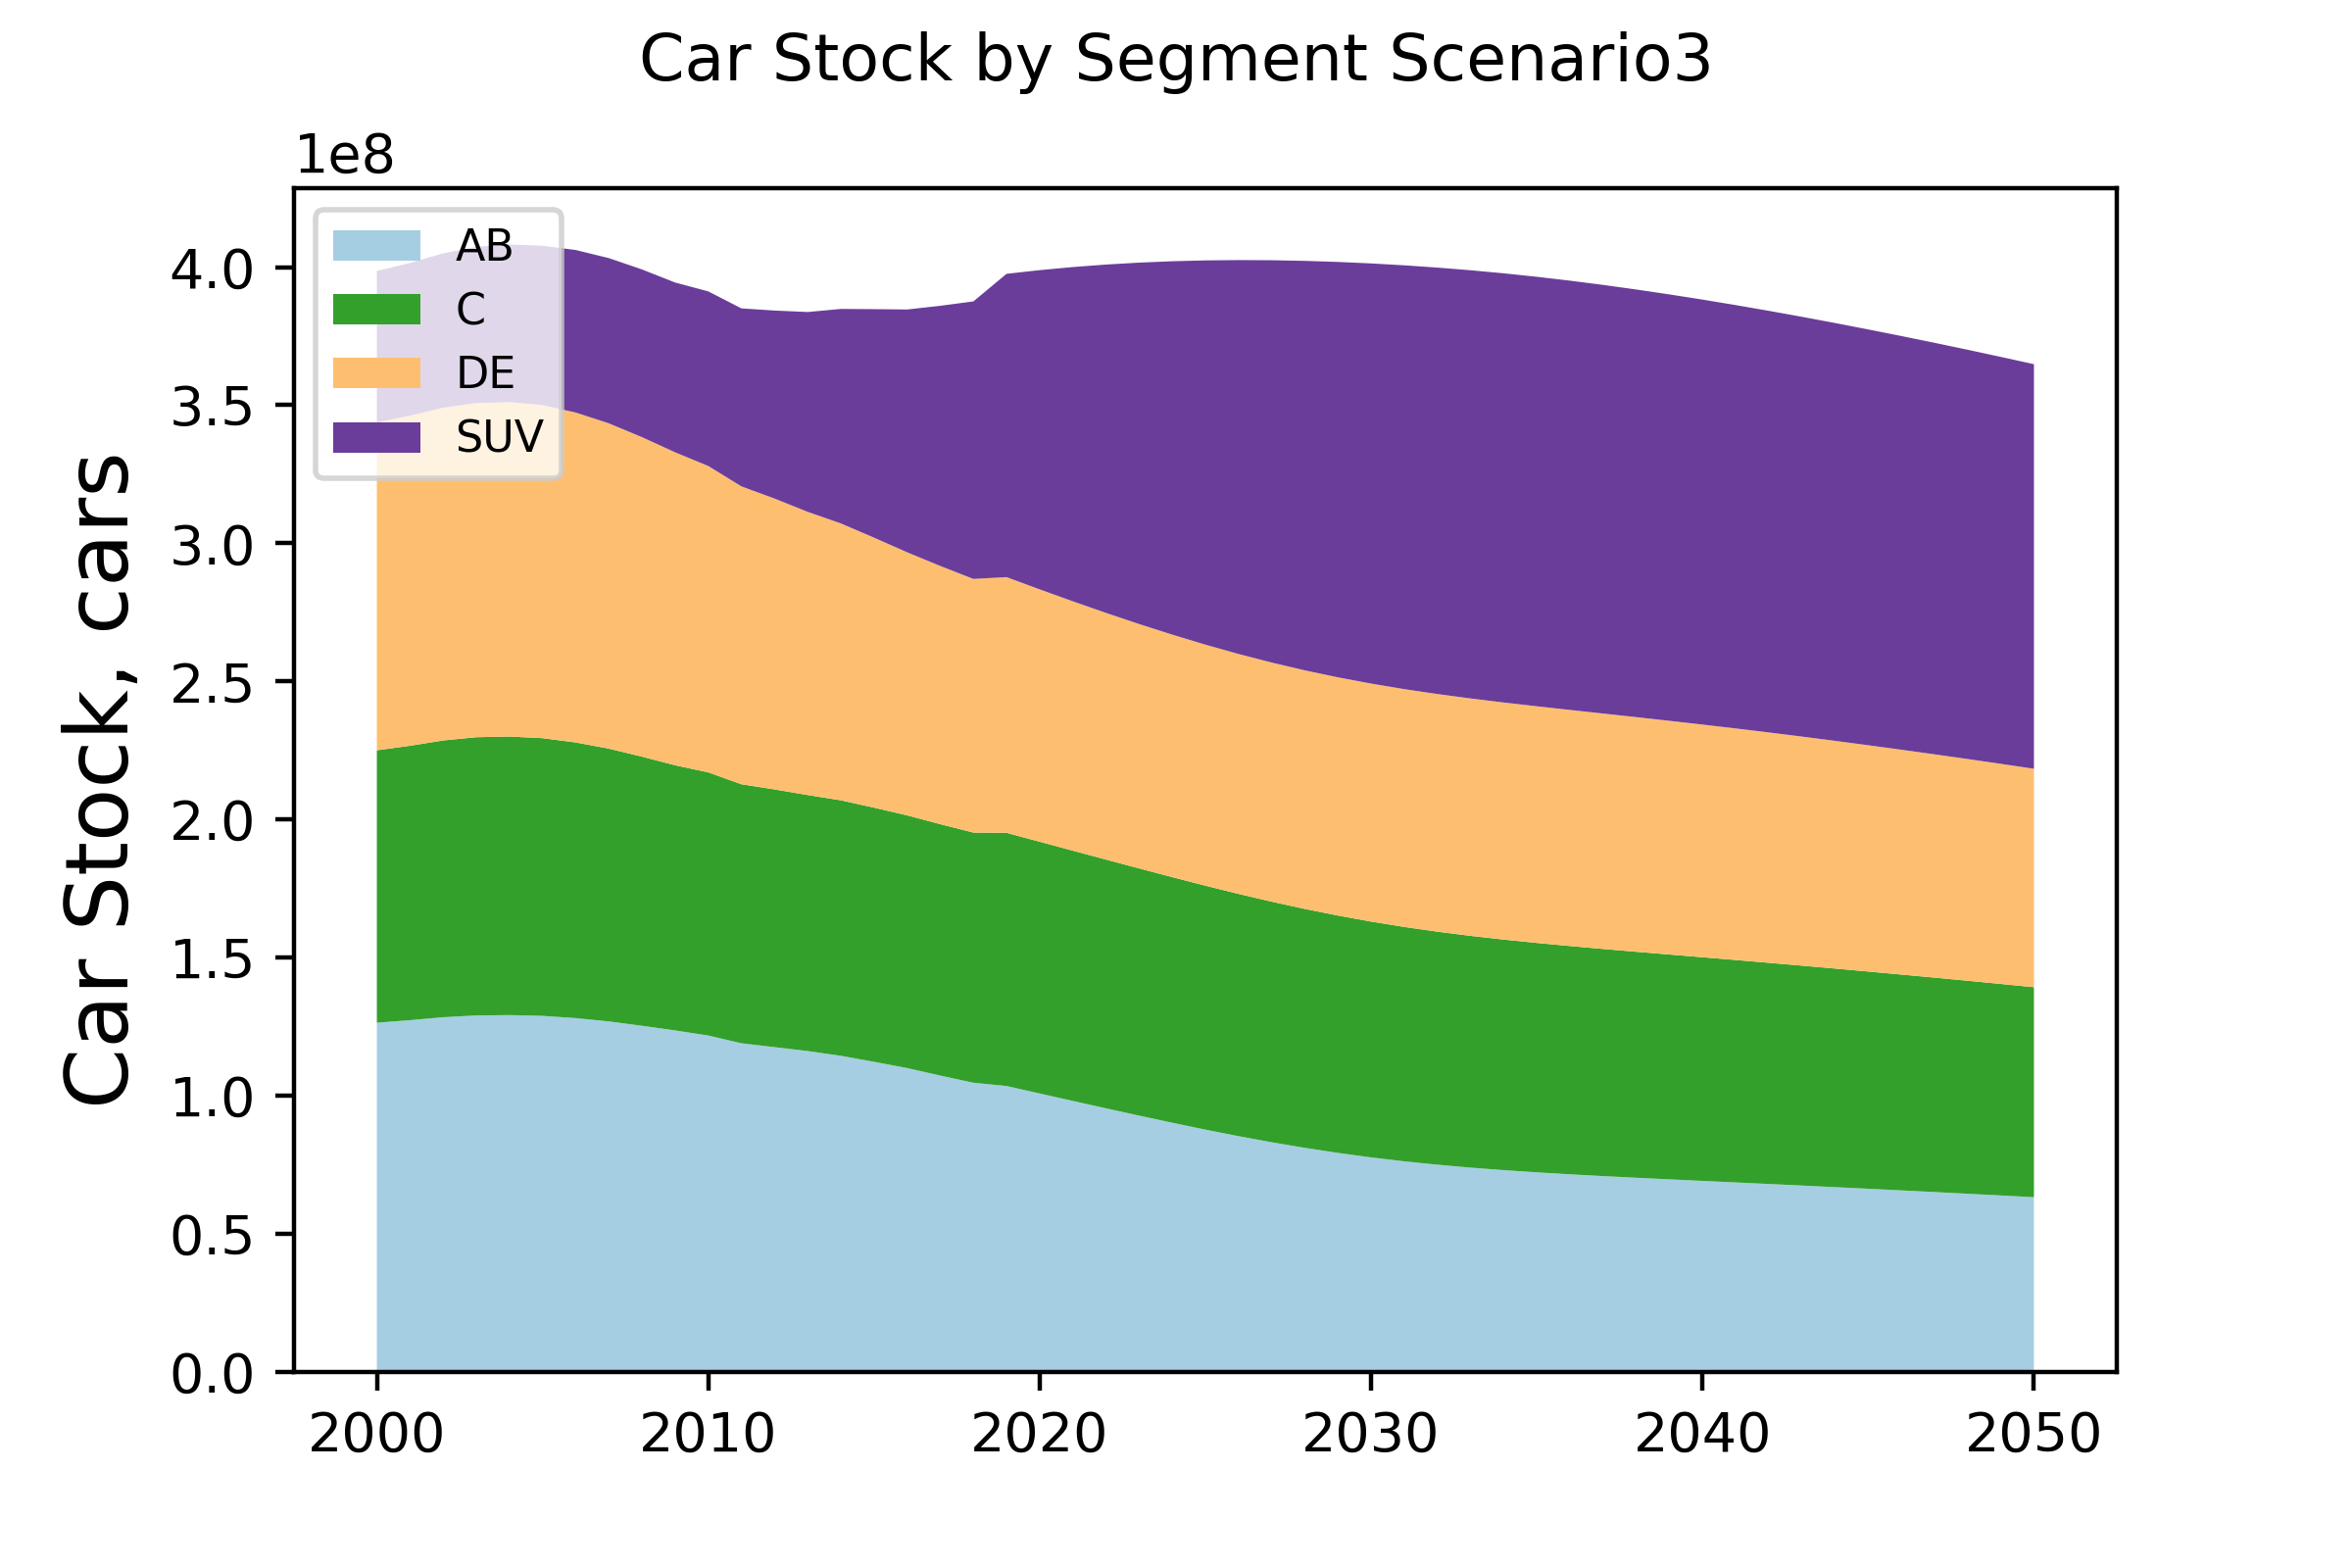 Car Stock by Segment Scenario3
1e8
AB
C
DE
SUV
Car Stock, cars
4.0
3.5
3.0
2.5
2.0
1.5
1.0
0.5
0.0
2000 2010 2020 2030 2040 2050